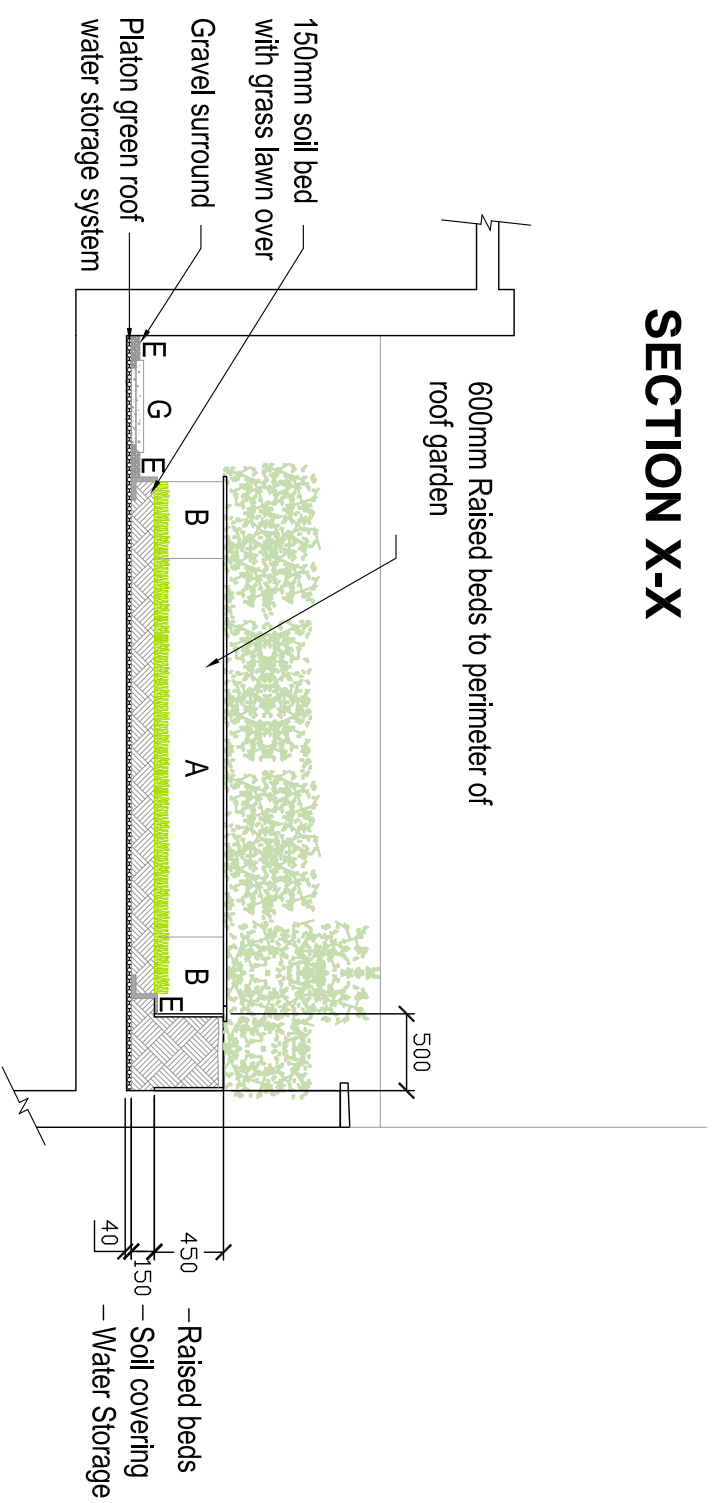 SECTION X-X
600mm Raised beds to perimeter of
roof garden
150mm soil bed
with grass lawn over
Gravel surround
Platon green roof
water storage system
E
G
E
B
A
B
E
500
450
– Raised beds
150
– Soil covering
40
– Water Storage